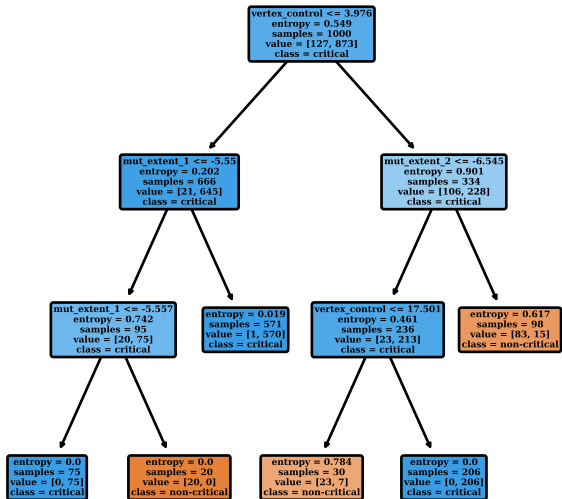 vertex_control <= 3.976
entropy = 0.549
samples = 1000
value = [127, 873]
class = critical
mut_extent_1 <= -5.55
entropy = 0.202
samples = 666
value = [21, 645]
class = critical
mut_extent_2 <= -6.545
entropy = 0.901
samples = 334
value = [106, 228]
class = critical
mut_extent_1 <= -5.557
entropy = 0.742
samples = 95
value = [20, 75]
class = critical
entropy = 0.019
samples = 571
value = [1, 570]
class = critical
vertex_control <= 17.501
entropy = 0.461
samples = 236
value = [23, 213]
class = critical
entropy = 0.617
samples = 98
value = [83, 15]
class = non-critical
entropy = 0.0
samples = 75
value = [0, 75]
class = critical
entropy = 0.0
samples = 20
value = [20, 0]
class = non-critical
entropy = 0.784
samples = 30
value = [23, 7]
class = non-critical
entropy = 0.0
samples = 206
value = [0, 206]
class = critical